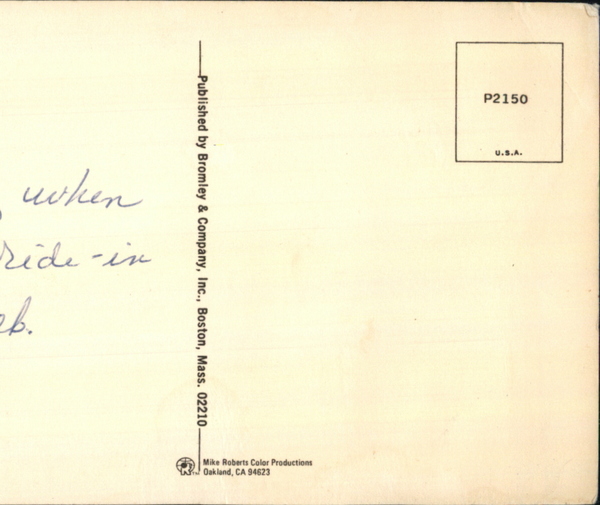 when
ride-in
Published by Bromley & Company, Inc., Boston, Mass. 02210
P2150
U.S.A.
Mike Roberts Color Productions
Oakland, CA 94623